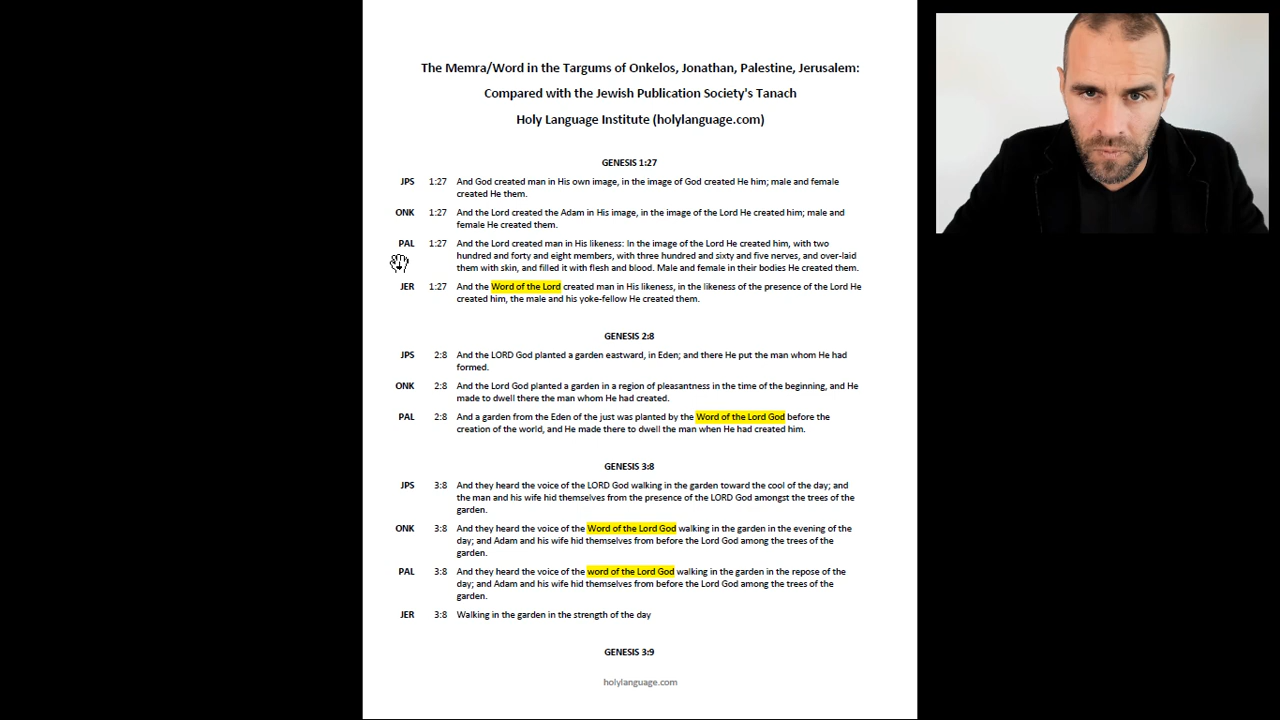 The Memra/Word in the Targums of Onkelos, Jonathan, Palestine, Jerusalem:
Compared with the Jewish Publication Society's Tanach
Holy Language Institute (holylanguage.com)
GENESIS 1:27
JPS 1:27 And God created man in His own image, in the image of God created He him; male and female
created He them.
ONK 1:27 And the Lord created the Adam in His image, in the image of the Lord He created him; male and
female He created them.
PAL 1:27 And the Lord created man in His likeness: In the image of the Lord He created him, with two
hundred and forty and eight members, with three hundred and sixty and five nerves, and over-laid
them with skin, and filled it with flesh and blood. Male and female in their bodies He created them.
JER 1:27 And the Word of the Lord created man in His likeness, in the likeness of the presence of the Lord He
created him, the male and his yoke-fellow He created them.
GENESIS 2:8
JPS 2:8 And the LORD God planted a garden eastward, in Eden; and there He put the man whom He had
formed.
ONK 2:8 And the Lord God planted a garden in a region of pleasantness in the time of the beginning, and He
made to dwell there the man whom He had created.
PAL 2:8 And a garden from the Eden of the just was planted by the Word of the Lord God before the
creation of the world, and He made there to dwell the man when He had created him.
GENESIS 3:8
JPS 3:8 And they heard the voice of the LORD God walking in the garden toward the cool of the day; and
the man and his wife hid themselves from the presence of the LORD God amongst the trees of the
garden.
ONK 3:8 And they heard the voice of the Word of the Lord God walking in the garden in the evening of the
day; and Adam and his wife hid themselves from before the Lord God among the trees of the
garden.
PAL 3:8 And they heard the voice of the word of the Lord God walking in the garden in the repose of the
day; and Adam and his wife hid themselves from before the Lord God among the trees of the
garden.
JER 3:8 Walking in the garden in the strength of the day
GENESIS 3:9
holylanguage.com